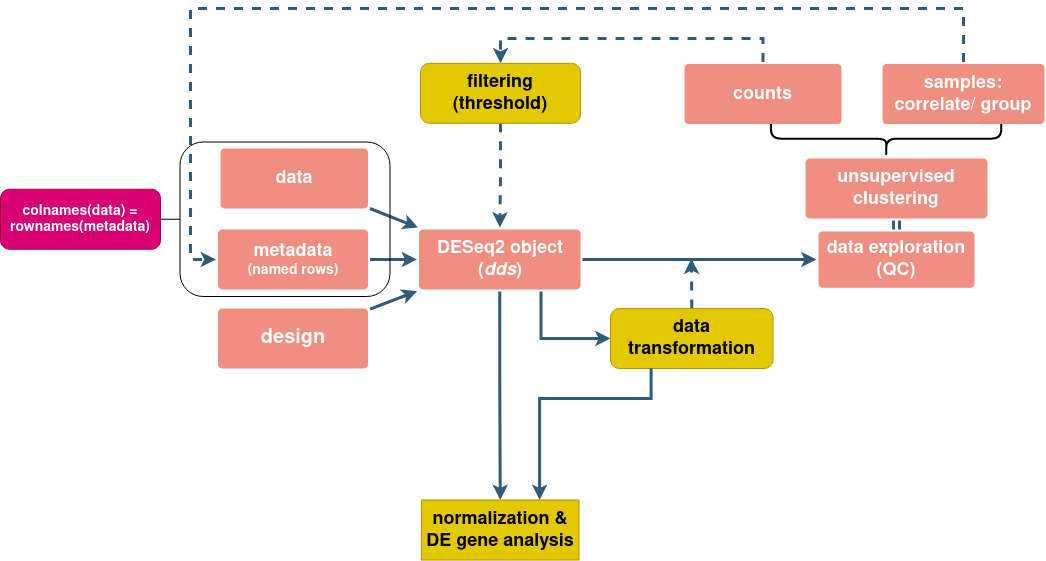 filtering
(threshold)
counts
samples:
correlate/ group
data
unsupervised
clustering
colnames(data) =
rownames(metadata)
metadata
(named rows)
DESeq2 object
(dds)
data exploration
(QC)
design
data
transformation
normalization &
DE gene analysis